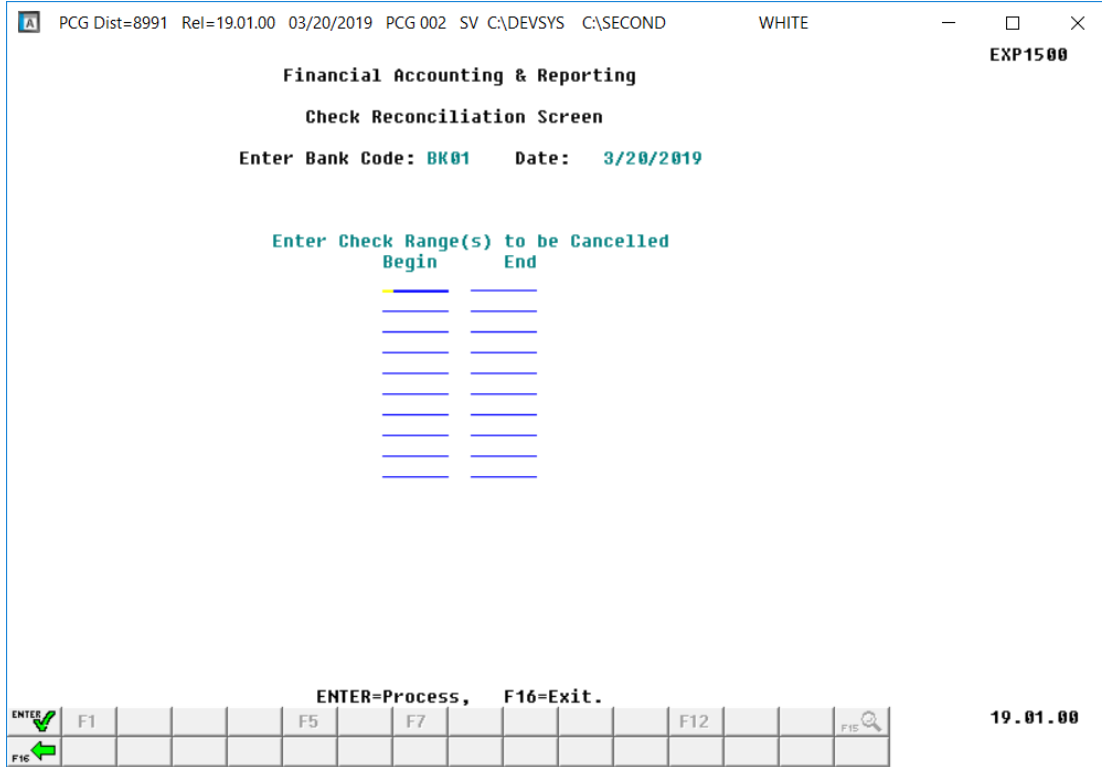 A PCG Dist=8991 Rel=19.01.00 03/20/2019 PCG 002 SV C:\DEVSYS C:\SECOND WHITE
EXP1500
Financial Accounting & Reporting
Check Reconciliation Screen
Enter Bank Code: BK01 Date: 3/20/2019
Enter Check Range(s) to be Cancelled
Begin End
ENTER=Process, F16=Exit.
ENTER F1 F5 F7 F12 F15 19.01.00
F16